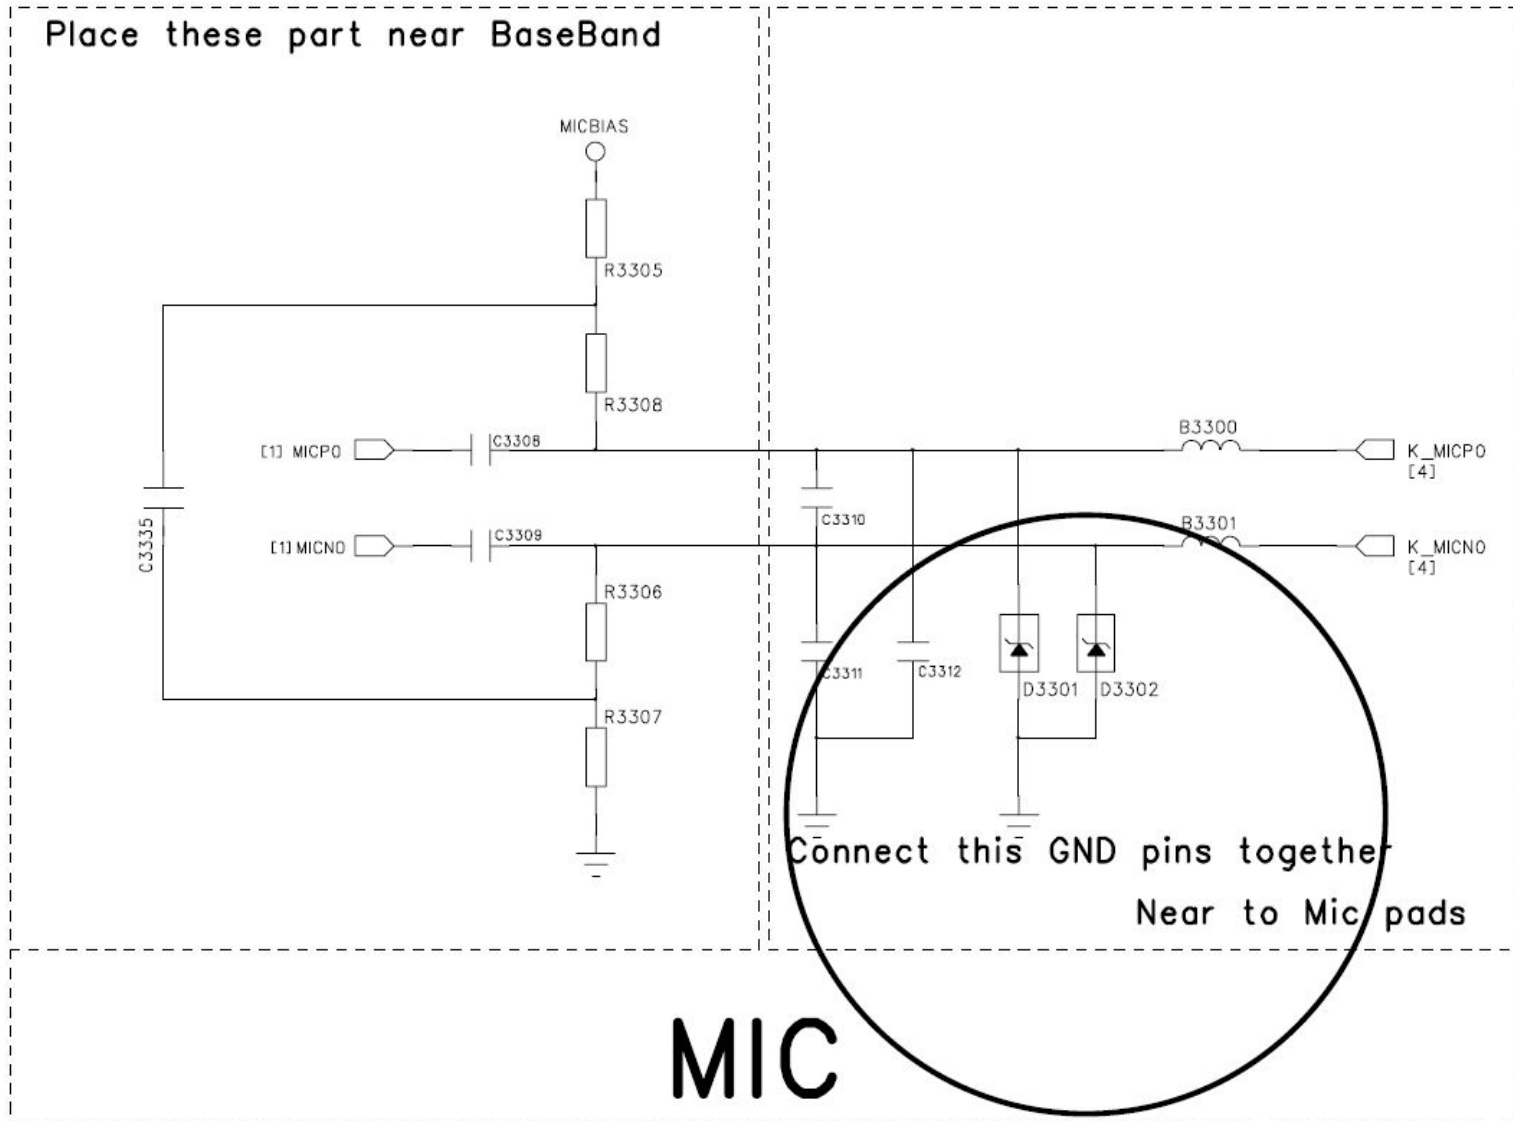 Place these part near BaseBand
MICBIAS
R3305
R3308
[1] MICP0
C3308
B3300
K_MICP0
[4]
C3310
C3335
[1] MICN0
C3309
B3301
K_MICN0
[4]
R3306
C3311
C3312
D3301
D3302
R3307
Connect this GND pins together
Near to Mic pads
MIC